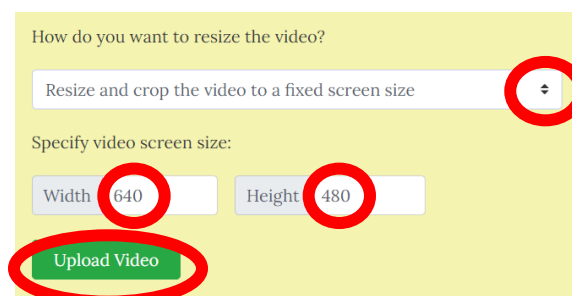 How do you want to resize the video?
Resize and crop the video to a fixed screen size
Specify video screen size:
Width 640 Height 480
Upload Video